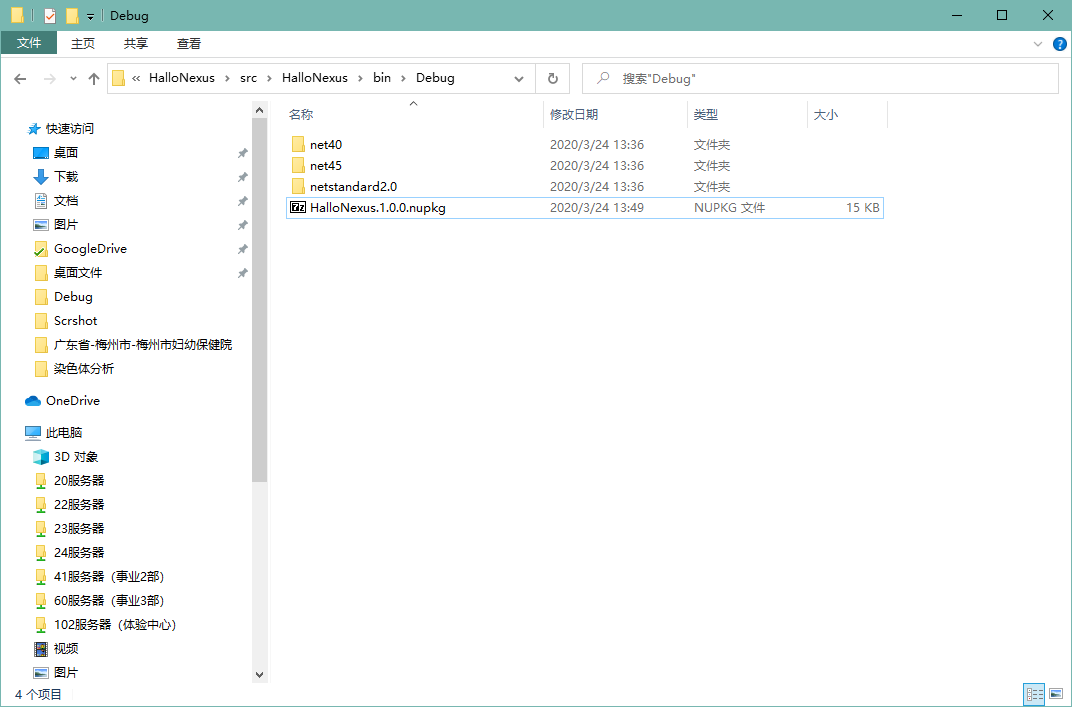 Debug
文件 主页 共享 查看
« HalloNexus › src › HalloNexus › bin › Debug
搜索"Debug"
名称 修改日期 类型 大小
net40 2020/3/24 13:36 文件夹
net45 2020/3/24 13:36 文件夹
netstandard2.0 2020/3/24 13:36 文件夹
HalloNexus.1.0.0.nupkg 2020/3/24 13:49 NUPKG 文件 15 KB
快速访问
桌面
下载
文档
图片
GoogleDrive
桌面文件
Debug
Scrshot
广东省-梅州市-梅州市妇幼保健院
染色体分析
OneDrive
此电脑
3D 对象
20服务器
22服务器
23服务器
24服务器
41服务器（事业2部）
60服务器（事业3部）
102服务器（体验中心）
视频
图片
4 个项目